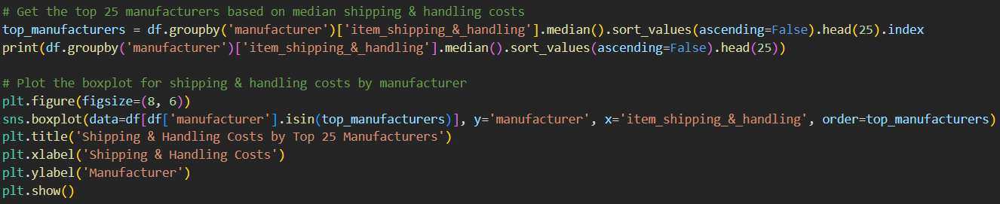 # Get the top 25 manufacturers based on median shipping & handling costs
top_manufacturers = df.groupby('manufacturer')['item_shipping_&_handling'].median().sort_values(ascending=False).head(25).index
print(df.groupby('manufacturer')['item_shipping_&_handling'].median().sort_values(ascending=False).head(25))

# Plot the boxplot for shipping & handling costs by manufacturer
plt.figure(figsize=(8, 6))
sns.boxplot(data=df[df['manufacturer'].isin(top_manufacturers)], y='manufacturer', x='item_shipping_&_handling', order=top_manufacturers)
plt.title('Shipping & Handling Costs by Top 25 Manufacturers')
plt.xlabel('Shipping & Handling Costs')
plt.ylabel('Manufacturer')
plt.show()